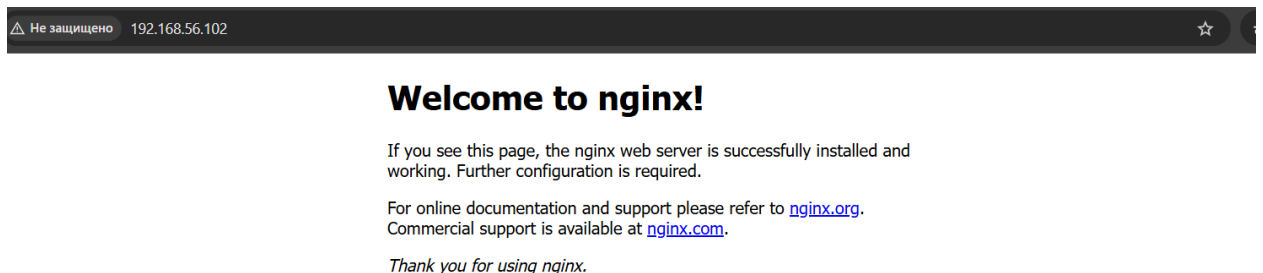 Не защищено 192.168.56.102
Welcome to nginx!
If you see this page, the nginx web server is successfully installed and
working. Further configuration is required.
For online documentation and support please refer to nginx.org.
Commercial support is available at nginx.com.
Thank you for using nginx.